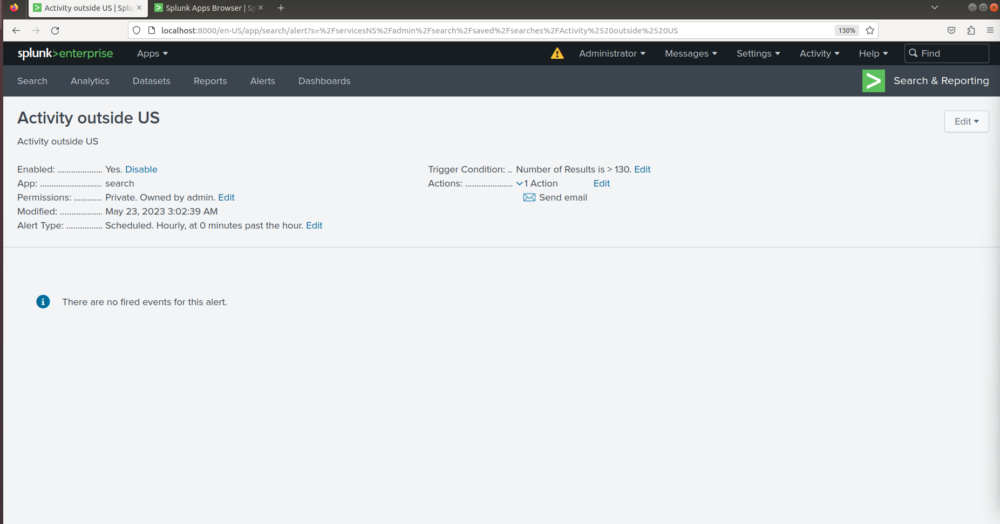 Activity outside US | Splu
Splunk Apps Browser | Sp
localhost:8000/en-US/app/search/alert?s=%2FservicesNS%2Fadmin%2Fsearch%2Fsaved%2Fsearches%2FActivity%2520outside%2520US
130%
splunk>enterprise
Apps
Administrator
Messages
Settings
Activity
Help
Find
Search
Analytics
Datasets
Reports
Alerts
Dashboards
Search & Reporting
Activity outside US
Edit
Activity outside US
Enabled: .................... Yes. Disable
App: ........................... search
Permissions: ............. Private. Owned by admin. Edit
Modified: ................... May 23, 2023 3:02:39 AM
Alert Type: ................ Scheduled. Hourly, at 0 minutes past the hour. Edit
Trigger Condition: .. Number of Results is > 130. Edit
Actions: ..................... 1 Action Edit
Send email
There are no fired events for this alert.